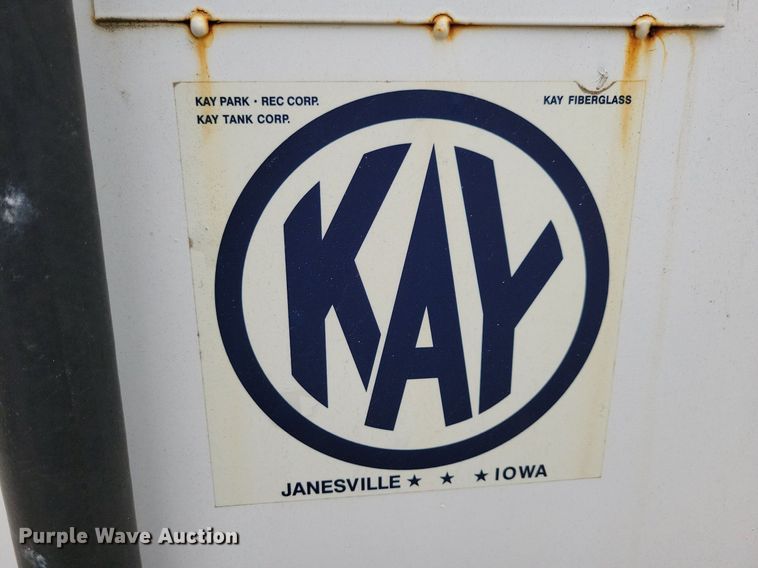 KAY PARK · REC CORP.
KAY TANK CORP.
KAY FIBERGLASS
KAY
JANESVILLE ★ ★ ★ IOWA
Purple Wave Auction